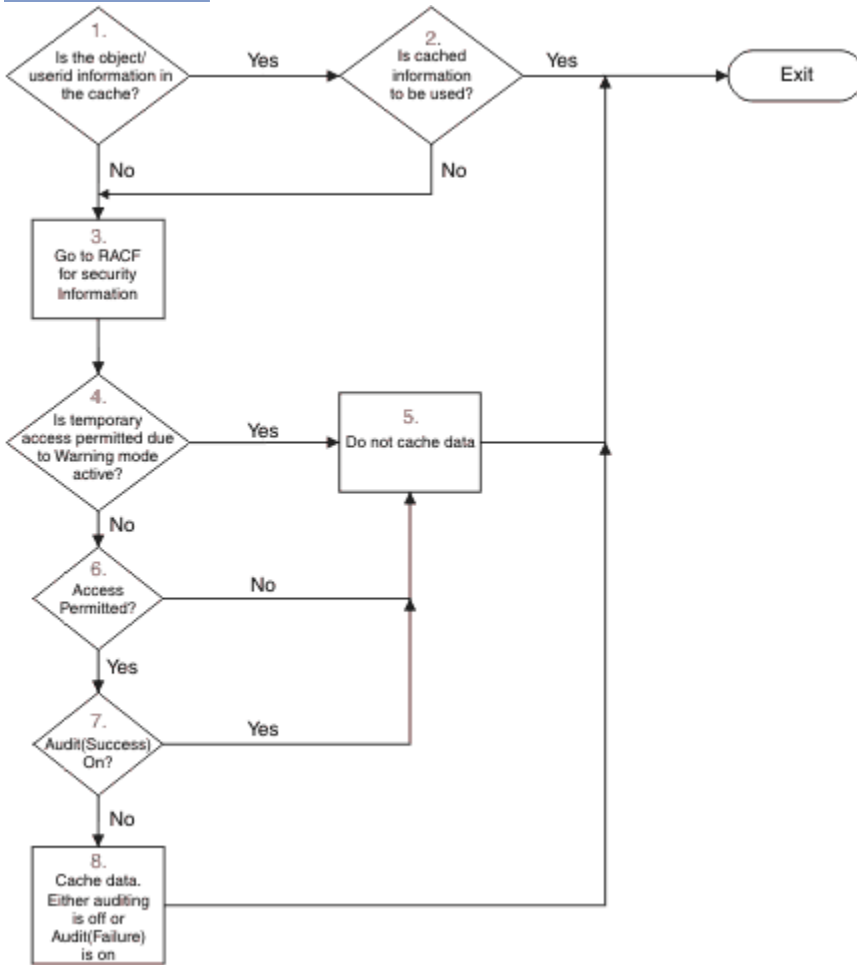 1.
Is the object/
userid information in
the cache?
Yes
2.
Is cached
information
to be used?
Yes
Exit
No
No
3.
Go to RACF
for security
Information
4.
Is temporary
access permitted due
to Warning mode
active?
Yes
5.
Do not cache data
No
6.
Access
Permitted?
No
Yes
7.
Audit(Success)
On?
Yes
No
8.
Cache data.
Either auditing
is off or
Audit(Failure)
is on